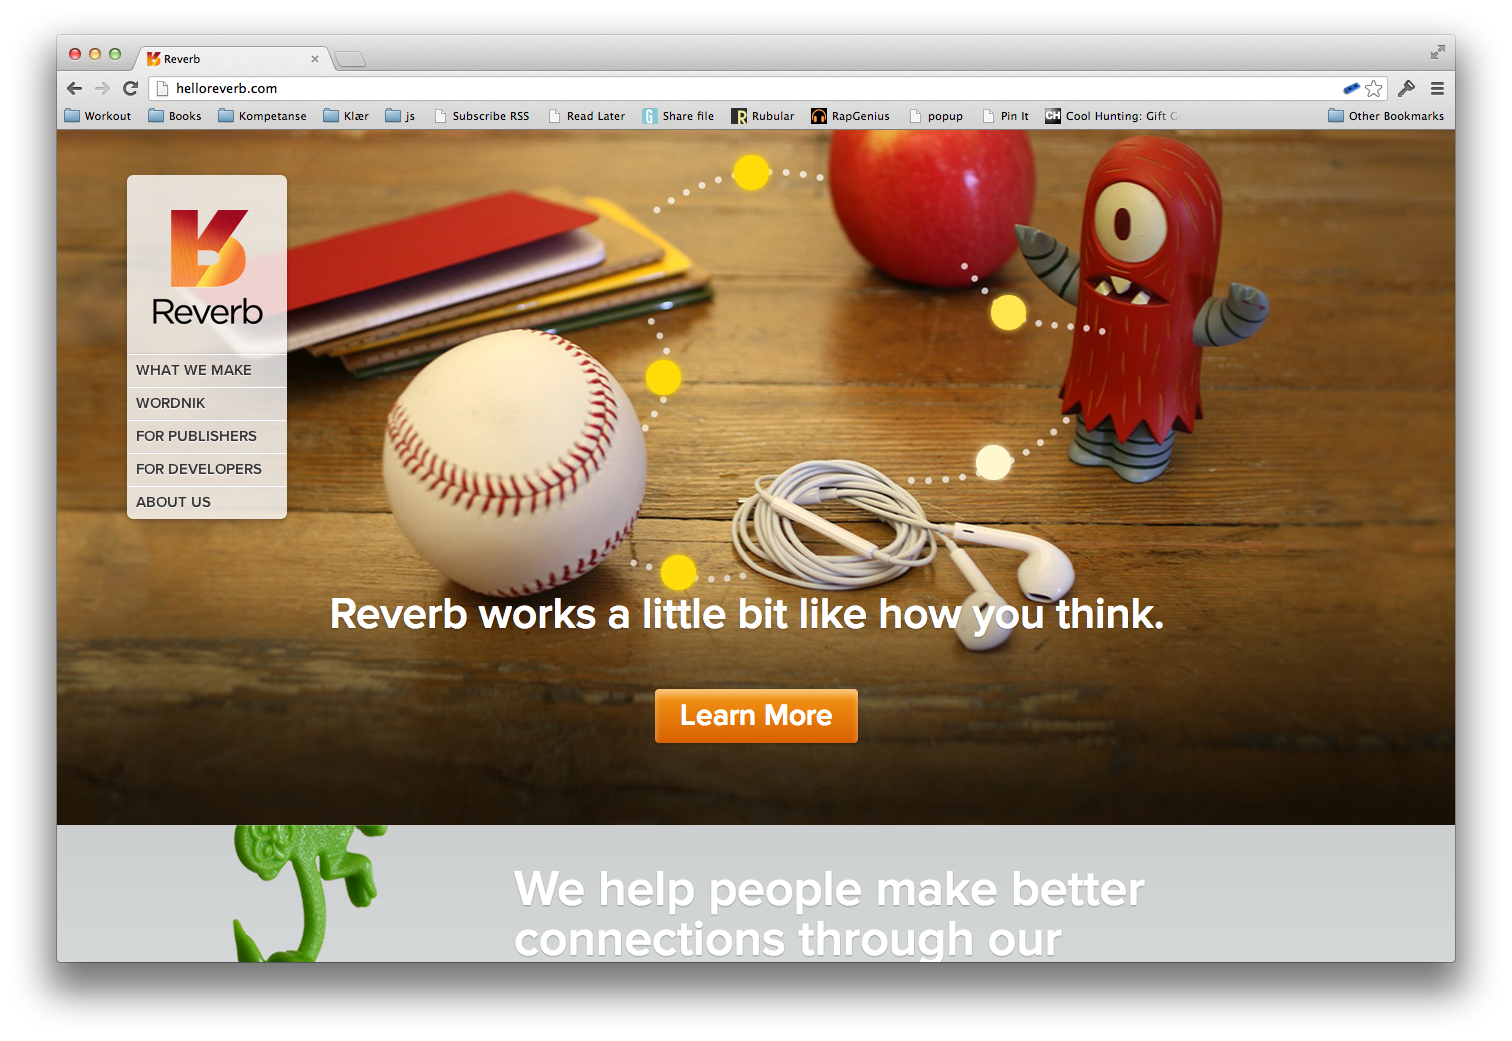 Reverb
helloreverb.com
Workout Books Kompetanse Klær js Subscribe RSS Read Later Share file Rubular RapGenius popup Pin It Cool Hunting: Gift G Other Bookmarks
Reverb
WHAT WE MAKE
WORDNIK
FOR PUBLISHERS
FOR DEVELOPERS
ABOUT US
Reverb works a little bit like how you think.
Learn More
We help people make better
connections through our